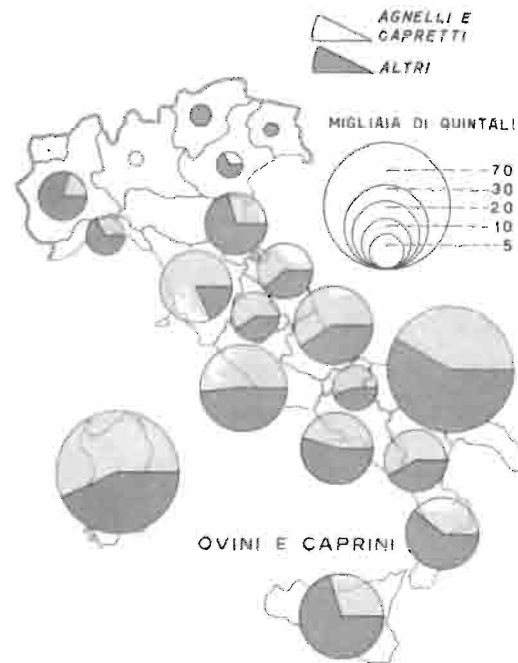 AGNELLI E
CAPRETTI
ALTRI
MIGLIAIA DI QUINTALI
70
30
20
10
5
OVINI E CAPRINI